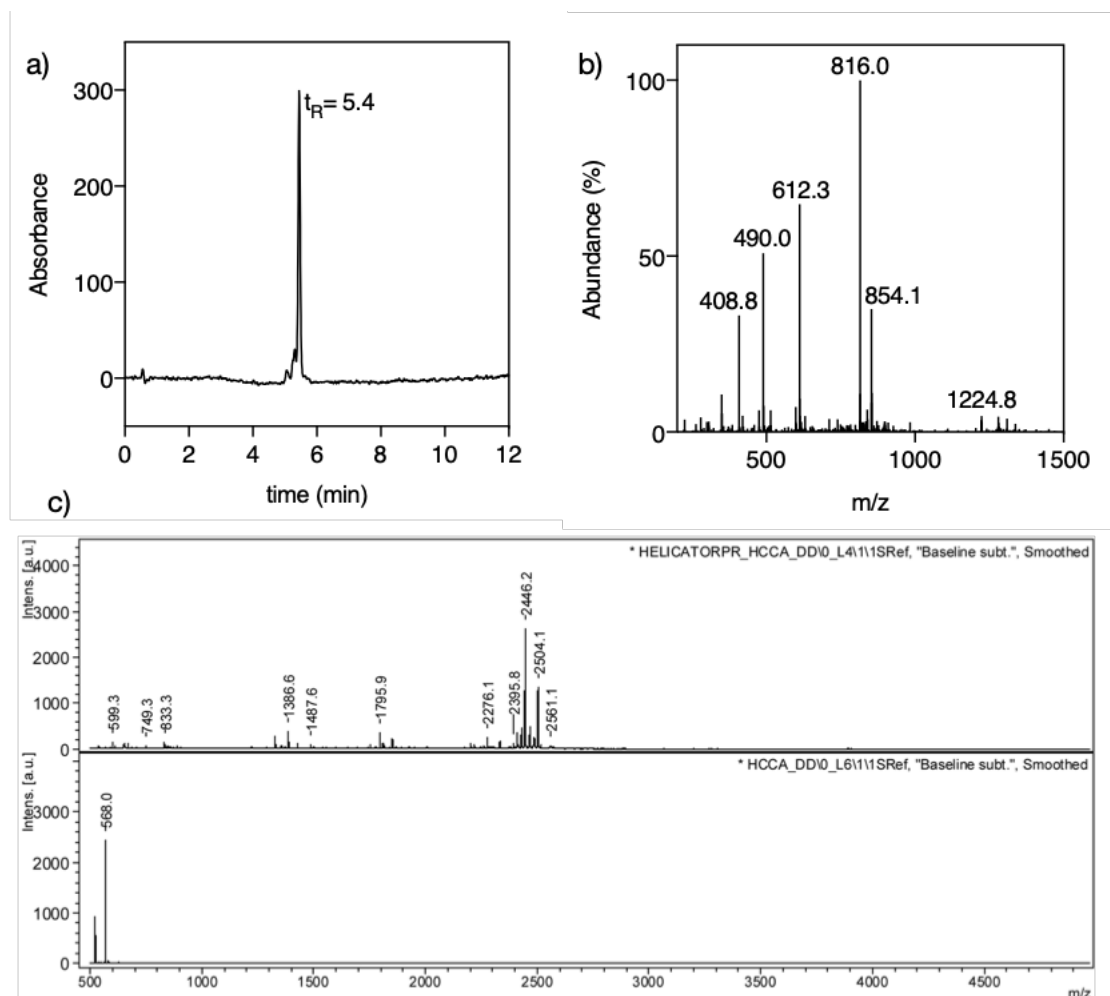 a)
Absorbance
300
200
100
0
tR= 5.4
0 2 4 6 8 10 12
time (min)
b)
Abundance (%)
100
50
0
816.0
612.3
490.0
408.8
854.1
1224.8
500 1000 1500
m/z
c)
* HELICATORPR_HCCA_DD\0_L4\1\1SRef, "Baseline subt.", Smoothed
Intens. [a.u.]
4000
3000
2000
1000
0
599.3
749.3
833.3
1386.6
1487.6
1795.9
2276.1
2395.8
2446.2
2504.1
2561.1
* HCCA_DD\0_L6\1\1SRef, "Baseline subt.", Smoothed
Intens. [a.u.]
3000
2000
1000
0
568.0
500 1000 1500 2000 2500 3000 3500 4000 4500
m/z